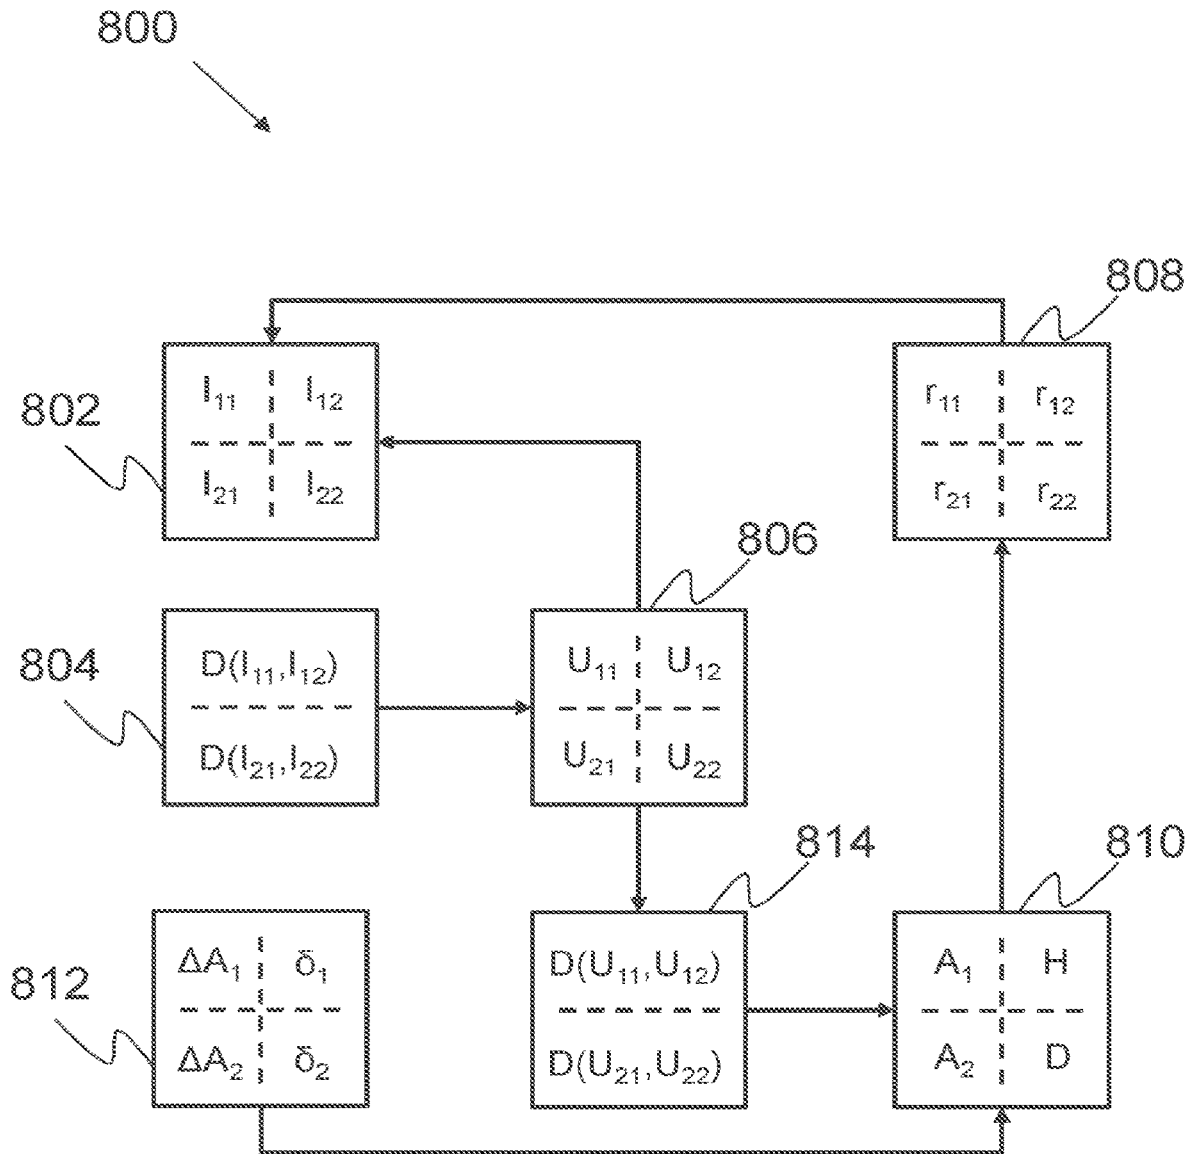 800
808
I₁₁ I₁₂
r₁₁ r₁₂
802
I₂₁ I₂₂
r₂₁ r₂₂
806
D(I₁₁,I₁₂)
U₁₁ U₁₂
804
D(I₂₁,I₂₂)
U₂₁ U₂₂
814
810
ΔA₁ δ₁
D(U₁₁,U₁₂)
A₁ H
812
ΔA₂ δ₂
D(U₂₁,U₂₂)
A₂ D